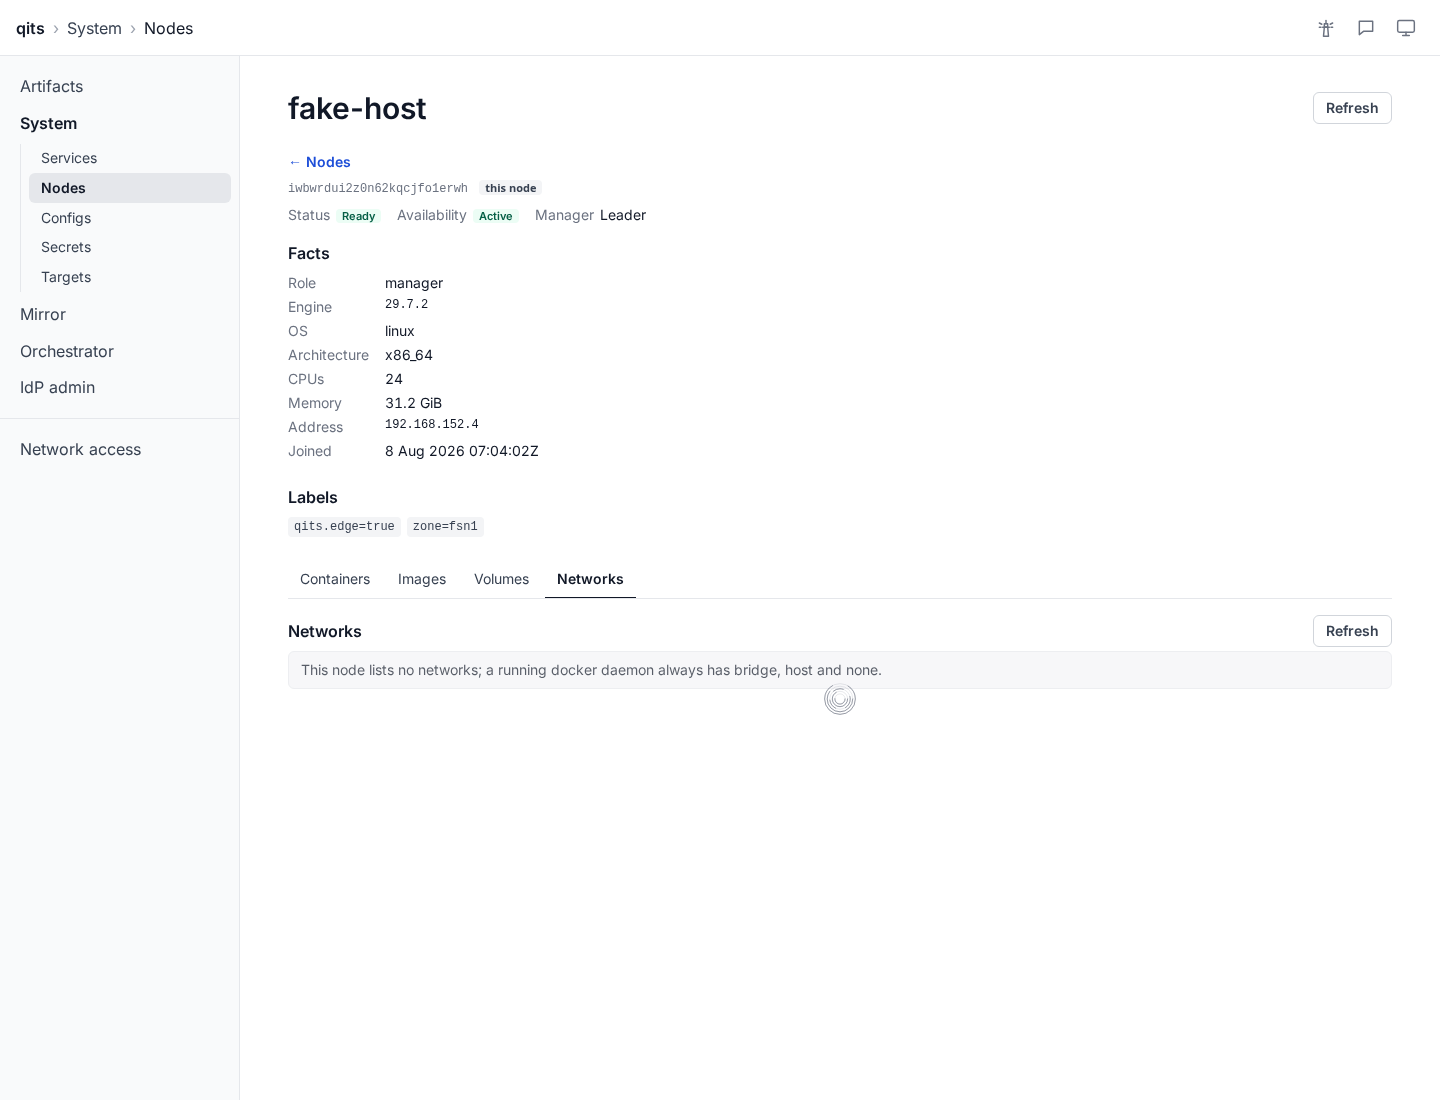 qits › System › Nodes
Artifacts
System
Services
Nodes
Configs
Secrets
Targets
Mirror
Orchestrator
IdP admin
Network access
fake-host
Refresh
← Nodes
iwbwrdui2z0n62kqcjfo1erwh this node
Status Ready Availability Active Manager Leader
Facts
Role manager
Engine 29.7.2
OS linux
Architecture x86_64
CPUs 24
Memory 31.2 GiB
Address 192.168.152.4
Joined 8 Aug 2026 07:04:02Z
Labels
qits.edge=true zone=fsn1
Containers Images Volumes Networks
Networks Refresh
This node lists no networks; a running docker daemon always has bridge, host and none.